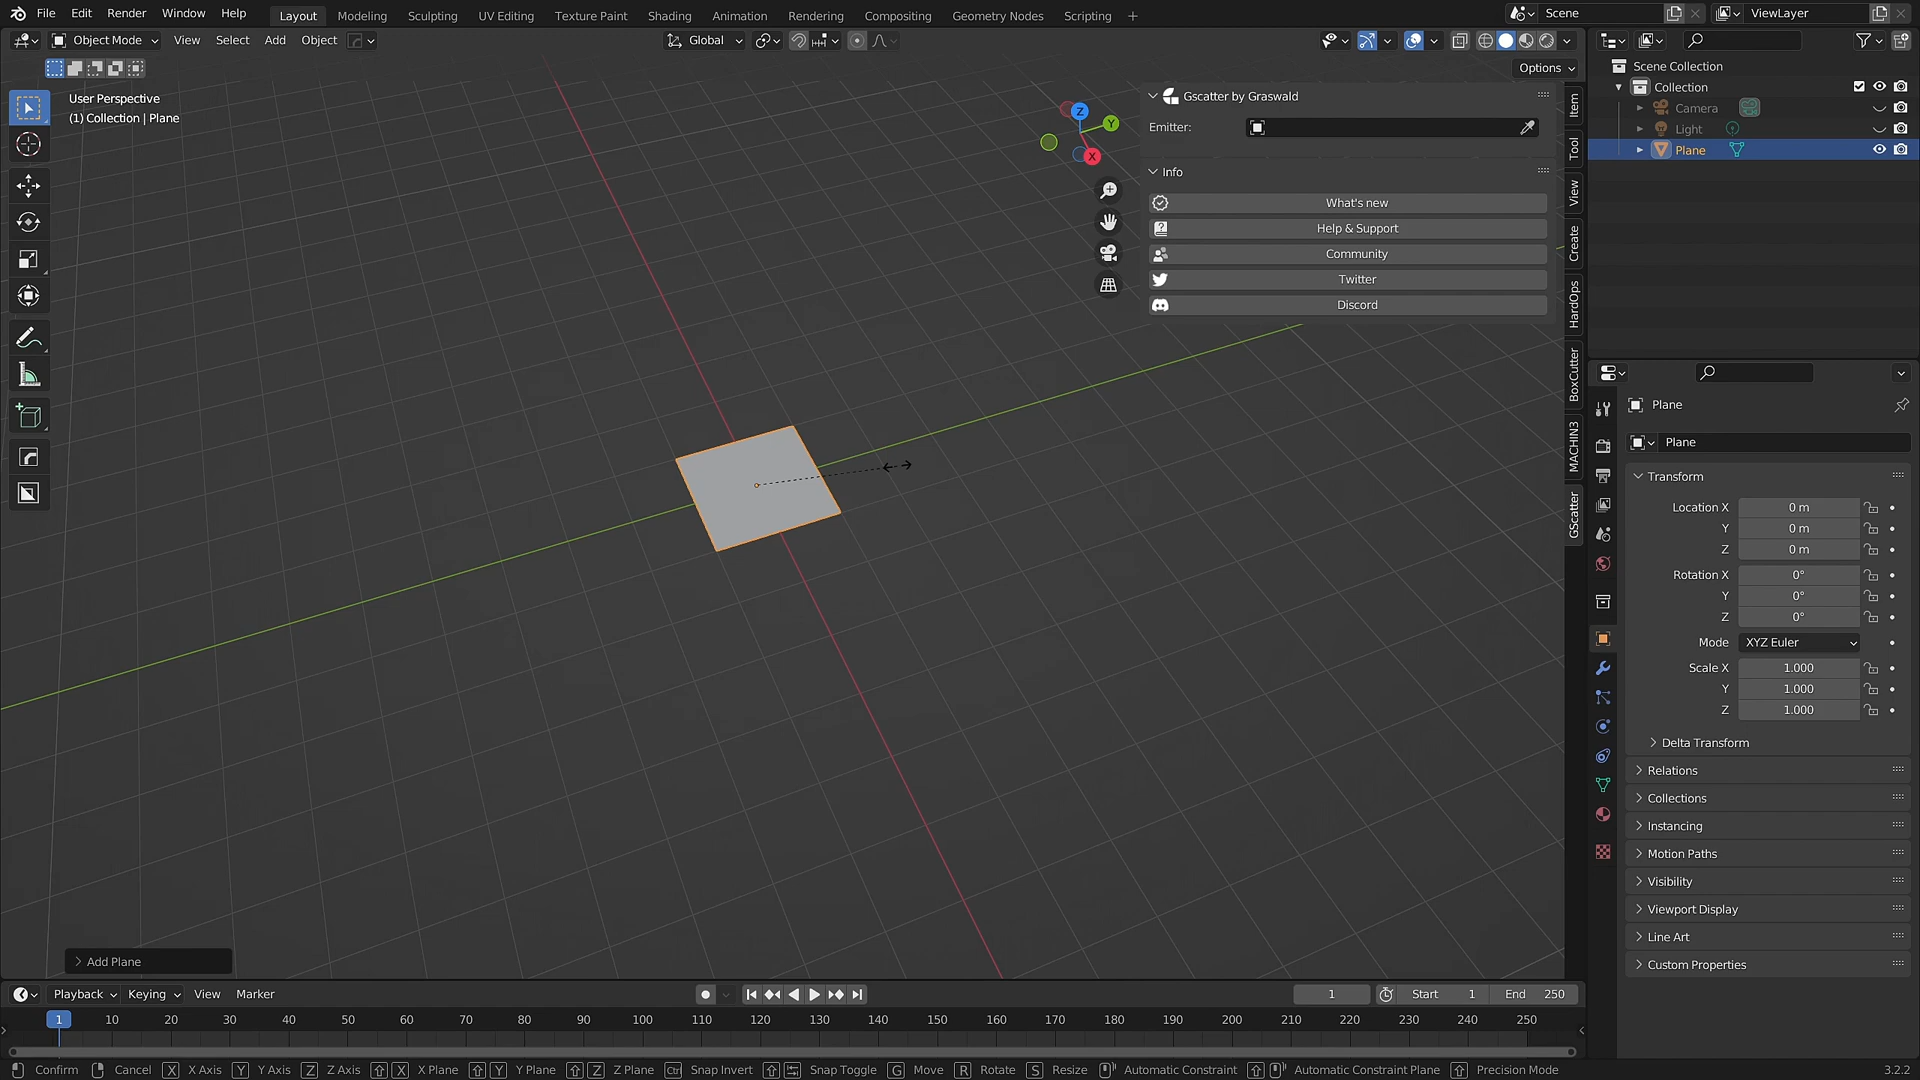 File Edit Render Window Help Layout Modeling Sculpting UV Editing Texture Paint Shading Animation Rendering Compositing Geometry Nodes Scripting + Scene ViewLayer
Object Mode View Select Add Object Global
Options
User Perspective
(1) Collection | Plane
Z
Y
X
Gscatter by Graswald
Emitter:
Info
What's new
Help & Support
Community
Twitter
Discord
Item
Tool
View
Create
HardOps
BoxCutter
MACHIN3
GScatter
Scene Collection
Collection
Camera
Light
Plane
Plane
Plane
Transform
Location X 0 m
Y 0 m
Z 0 m
Rotation X 0°
Y 0°
Z 0°
Mode XYZ Euler
Scale X 1.000
Y 1.000
Z 1.000
Delta Transform
Relations
Collections
Instancing
Motion Paths
Visibility
Viewport Display
Line Art
Custom Properties
Add Plane
Playback Keying View Marker 1 Start 1 End 250
1 10 20 30 40 50 60 70 80 90 100 110 120 130 140 150 160 170 180 190 200 210 220 230 240 250
Confirm Cancel X X Axis Y Y Axis Z Z Axis X X Plane Y Y Plane Z Z Plane Ctrl Snap Invert Snap Toggle G Move R Rotate S Resize Automatic Constraint Automatic Constraint Plane Precision Mode 3.2.2